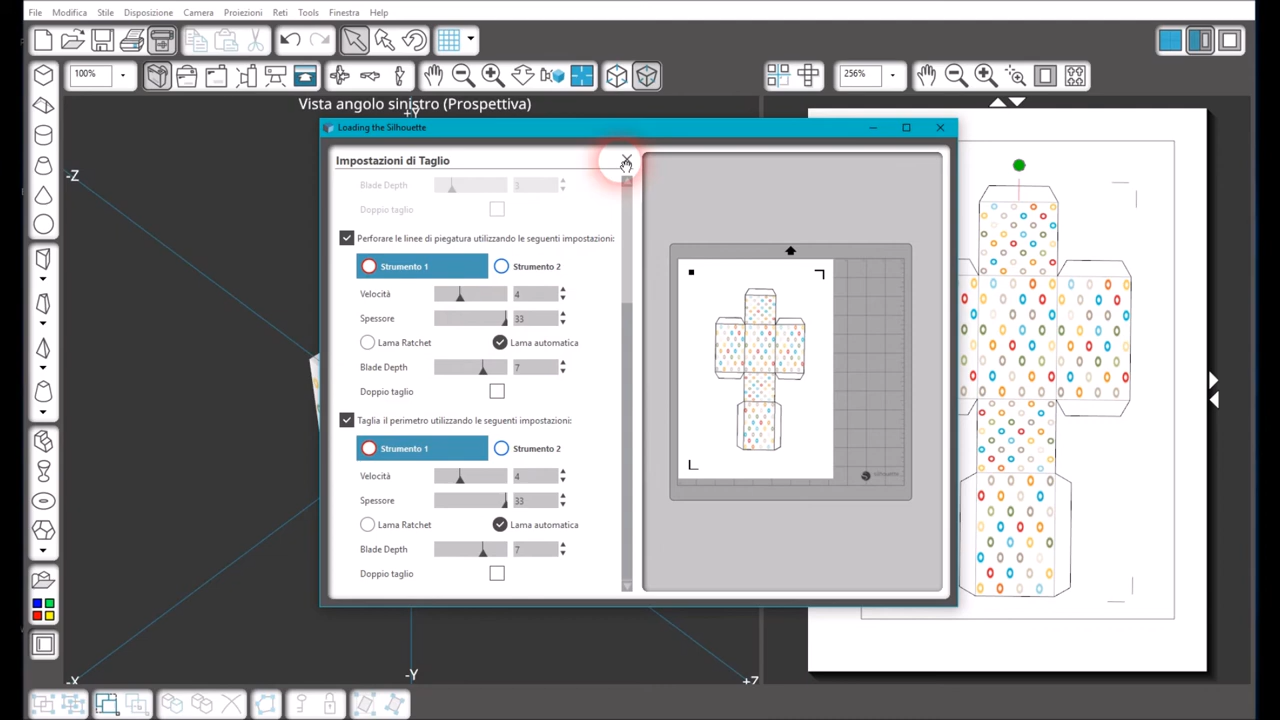 File Modifica Stile Disposizione Camera Proiezioni Reti Tools Finestra Help
100%
256%
Vista angolo sinistro (Prospettiva)
+Y
Loading the Silhouette
Impostazioni di Taglio
-Z
Blade Depth 3
Doppio taglio
Perforare le linee di piegatura utilizzando le seguenti impostazioni:
Strumento 1 Strumento 2
Velocità 4
Spessore 33
Lama Ratchet Lama automatica
Blade Depth 7
Doppio taglio
Taglia il perimetro utilizzando le seguenti impostazioni:
Strumento 1 Strumento 2
Velocità 4
Spessore 33
Lama Ratchet Lama automatica
Blade Depth 7
Doppio taglio
silhouette
-X
-Y
+Z